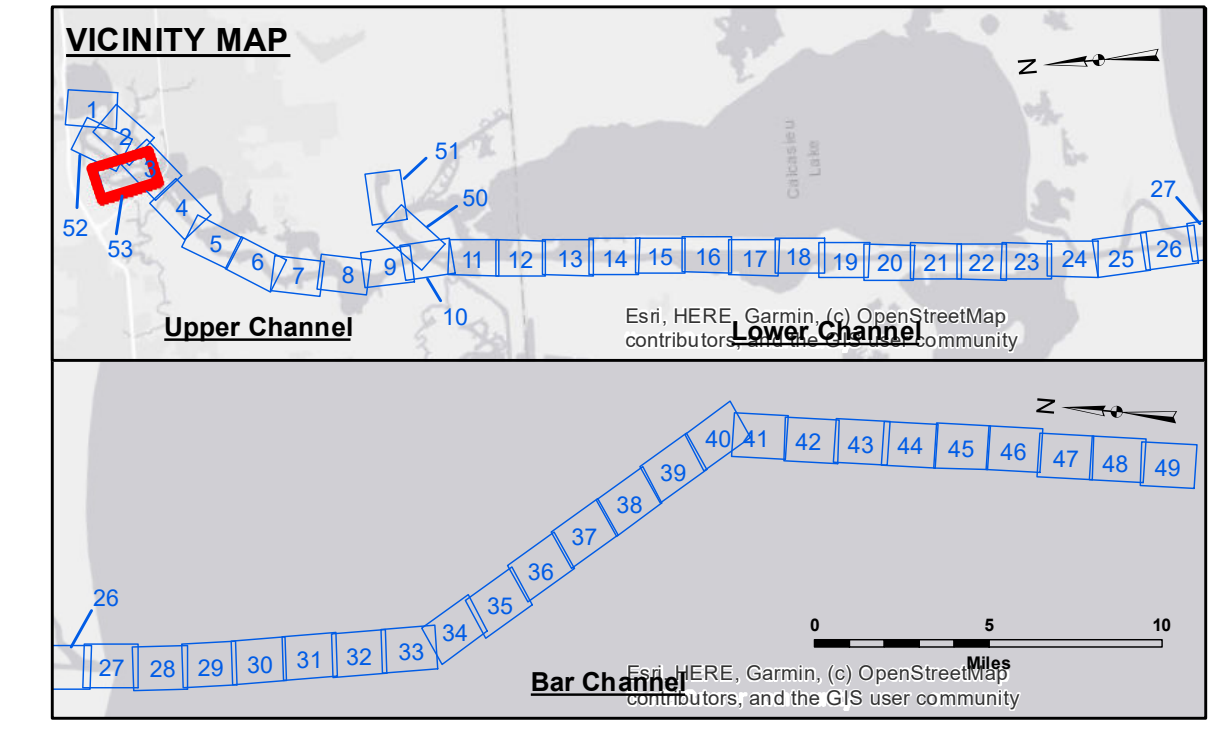 VICINITY MAP
N
1
2
3
52
53
4
5
6
7
8
9
10
51
50
11 12 13 14 15 16 17 18 19 20 21 22 23 24 25 26
27
Calcasieu
Lake
Upper Channel
Lower Channel
Esri, HERE, Garmin, (c) OpenStreetMap
contributors, and the GIS user community
N
26
27 28 29 30 31 32 33 34 35 36 37 38 39 40 41 42 43 44 45 46 47 48 49
0 5 10
Miles
Bar Channel
Esri, HERE, Garmin, (c) OpenStreetMap
contributors, and the GIS user community